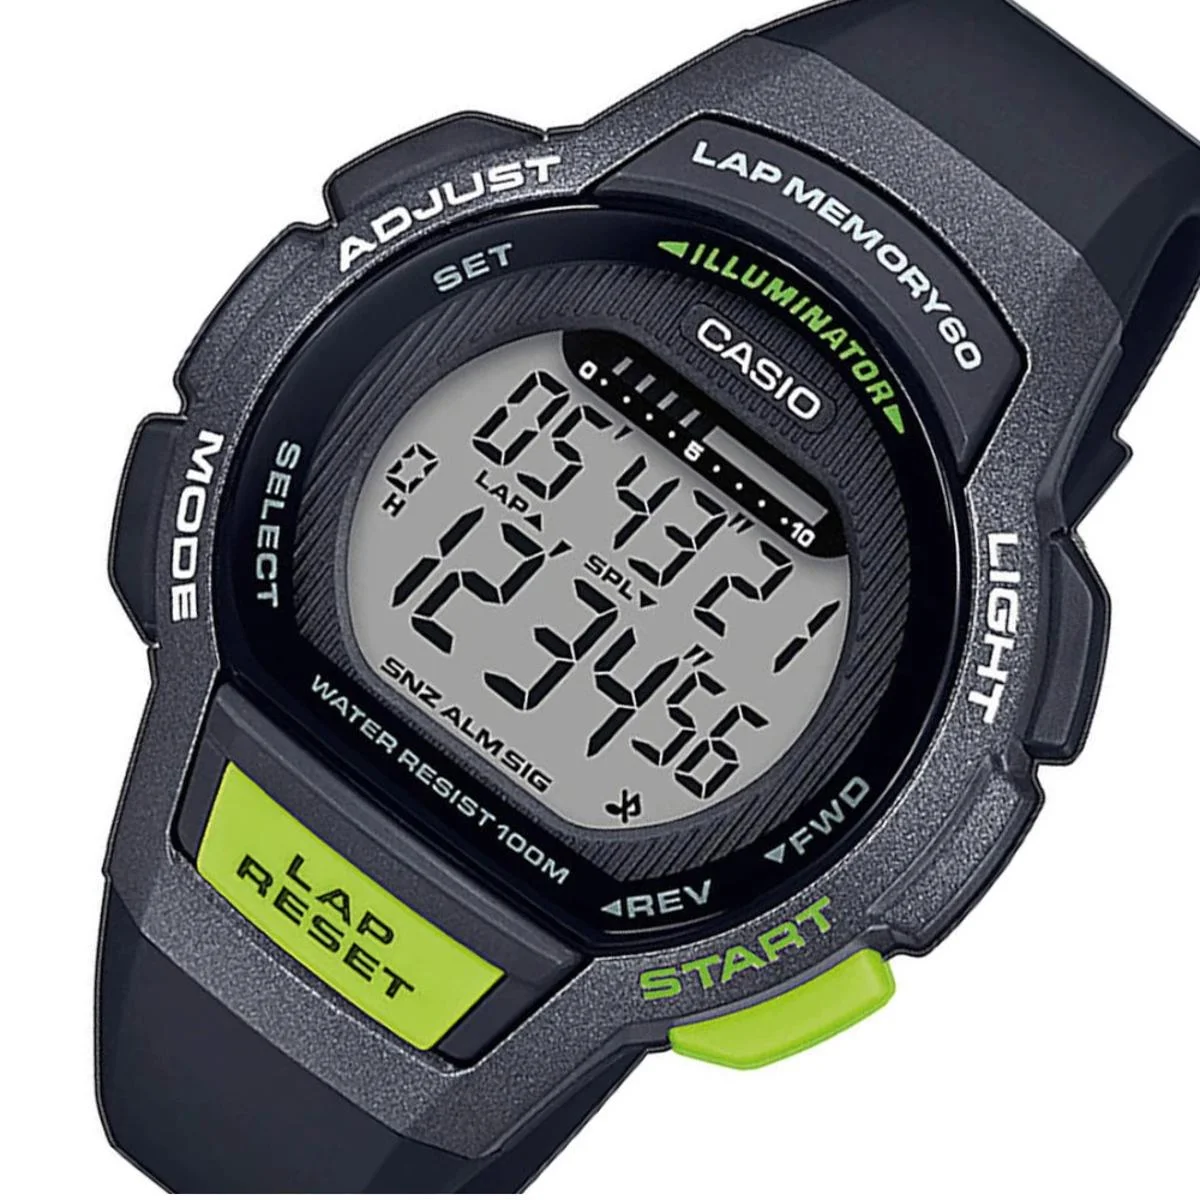 ADJUST
LAP MEMORY 60
SET
◀ILLUMINATOR▶
CASIO
0 5 10
05'43"21
LAP▲
0H
SPL▼
12'34"56
SNZ ALM SIG
MODE
SELECT
LIGHT
WATER RESIST 100M
◀REV
▼FWD
START
LAP
RESET